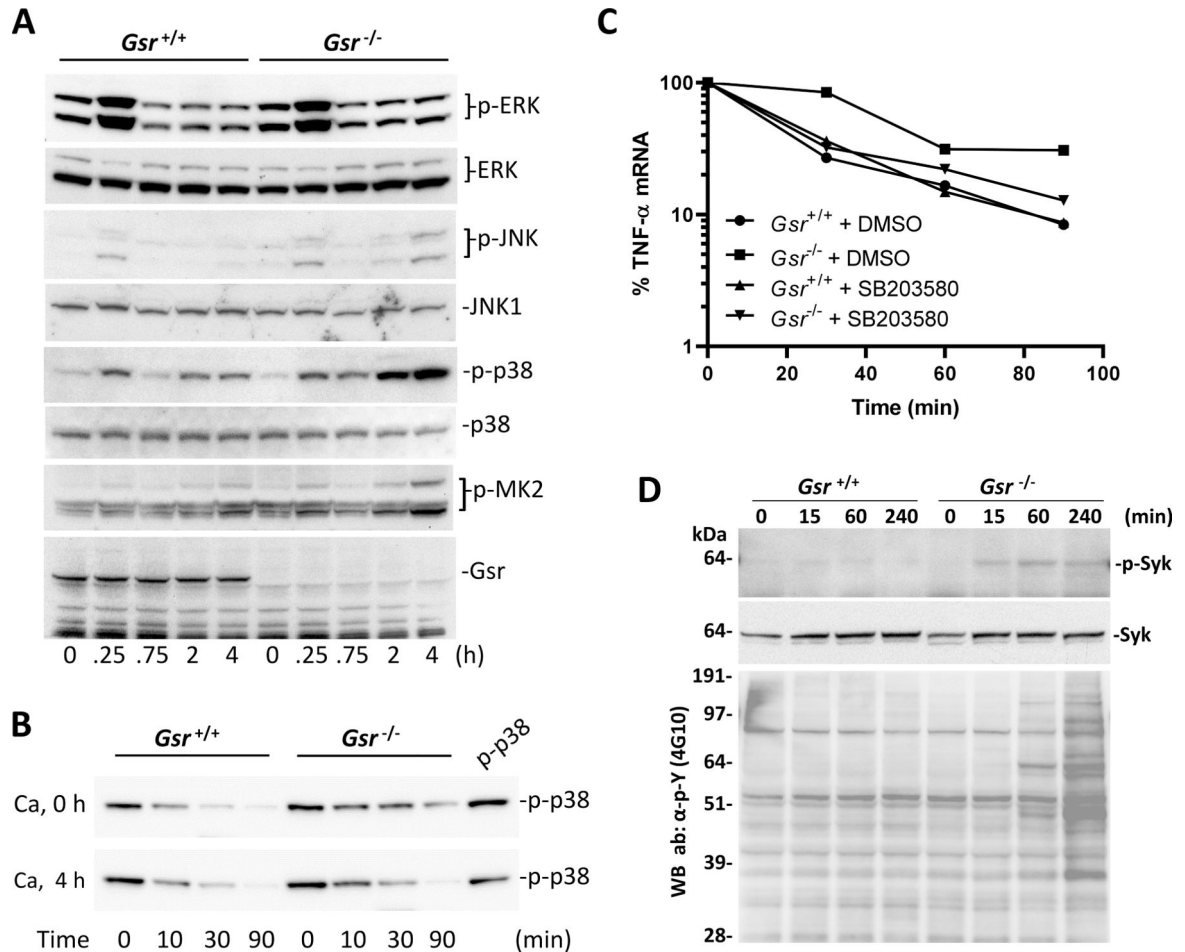 A
Gsr +/+ Gsr -/-
]p-ERK
]ERK
]p-JNK
-JNK1
-p-p38
-p38
]p-MK2
-Gsr
0 .25 .75 2 4 0 .25 .75 2 4 (h)
B
Gsr +/+ Gsr -/- p-p38
Ca, 0 h -p-p38
Ca, 4 h -p-p38
Time 0 10 30 90 0 10 30 90 (min)
C
100
10
1
% TNF-α mRNA
Gsr+/+ + DMSO
Gsr-/- + DMSO
Gsr+/+ + SB203580
Gsr-/- + SB203580
0 20 40 60 80 100
Time (min)
D
Gsr +/+ Gsr -/-
0 15 60 240 0 15 60 240 (min)
kDa
64- -p-Syk
64- -Syk
191-
97-
64-
51-
39-
28-
WB ab: α-p-Y (4G10)